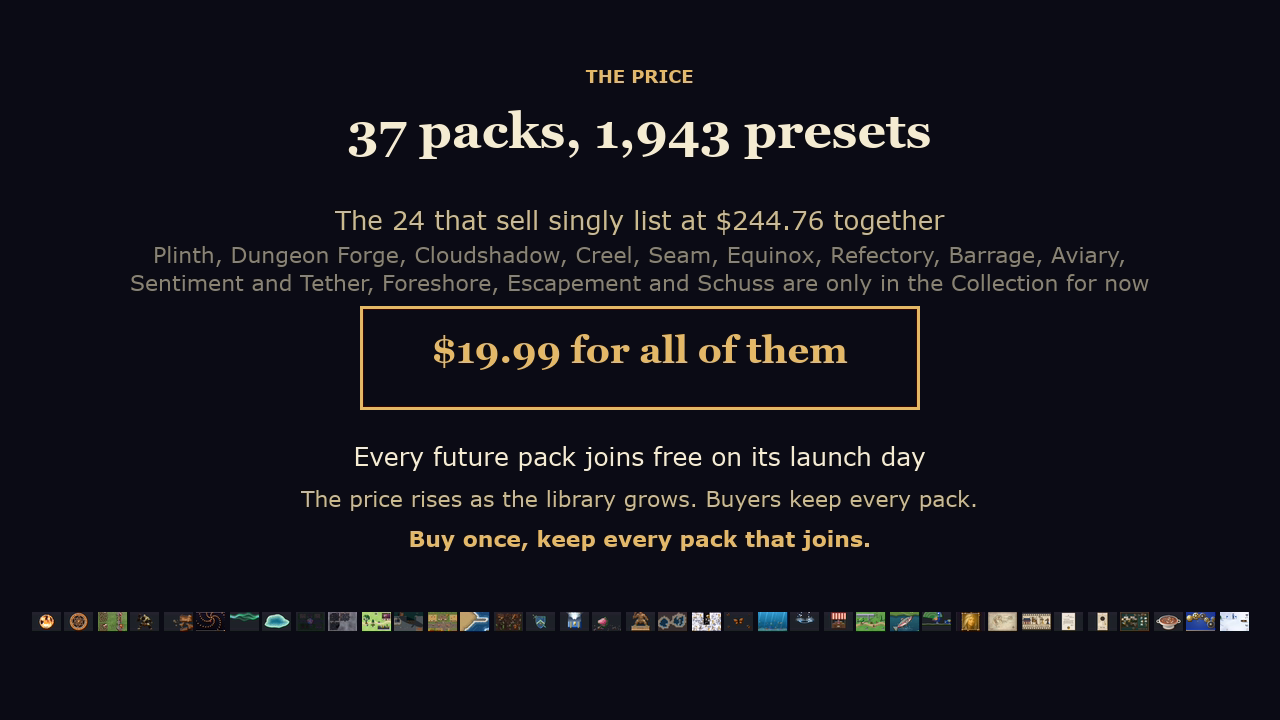 THE PRICE
37 packs, 1,943 presets
The 24 that sell singly list at $244.76 together
Plinth, Dungeon Forge, Cloudshadow, Creel, Seam, Equinox, Refectory, Barrage, Aviary,
Sentiment and Tether, Foreshore, Escapement and Schuss are only in the Collection for now
$19.99 for all of them
Every future pack joins free on its launch day
The price rises as the library grows. Buyers keep every pack.
Buy once, keep every pack that joins.